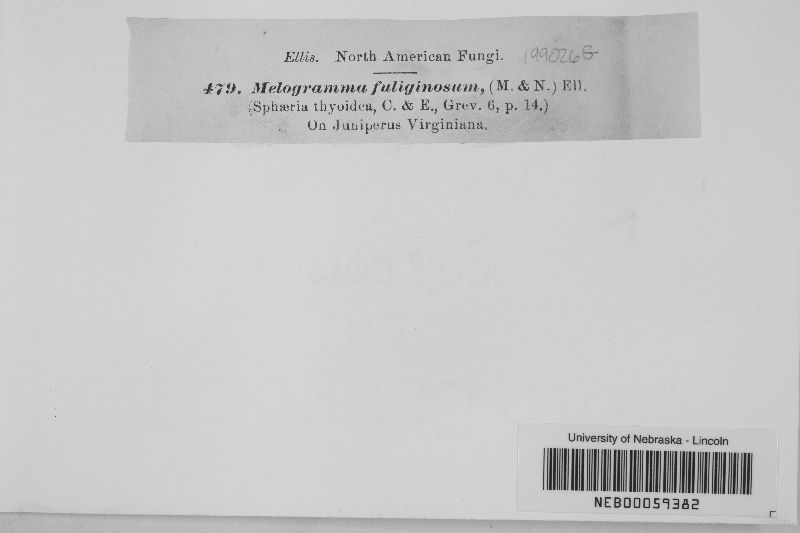 Ellis. North American Fungi. 199026
479. Melogramma fuliginosum, (M. & N.) Ell.
(Sphæria thyoidea, C. & E., Grev. 6, p. 14.)
On Juniperus Virginiana.
University of Nebraska - Lincoln
NEB00059382